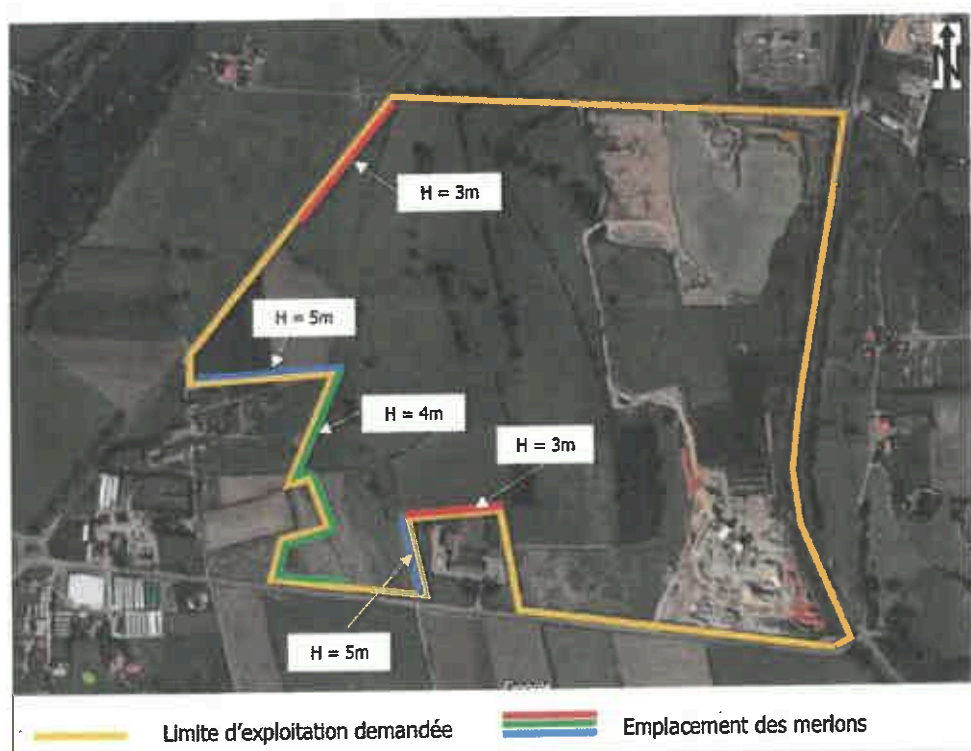 N
H = 3m
H = 5m
H = 4m
H = 3m
H = 5m
Limite d'exploitation demandée
Emplacement des merlons